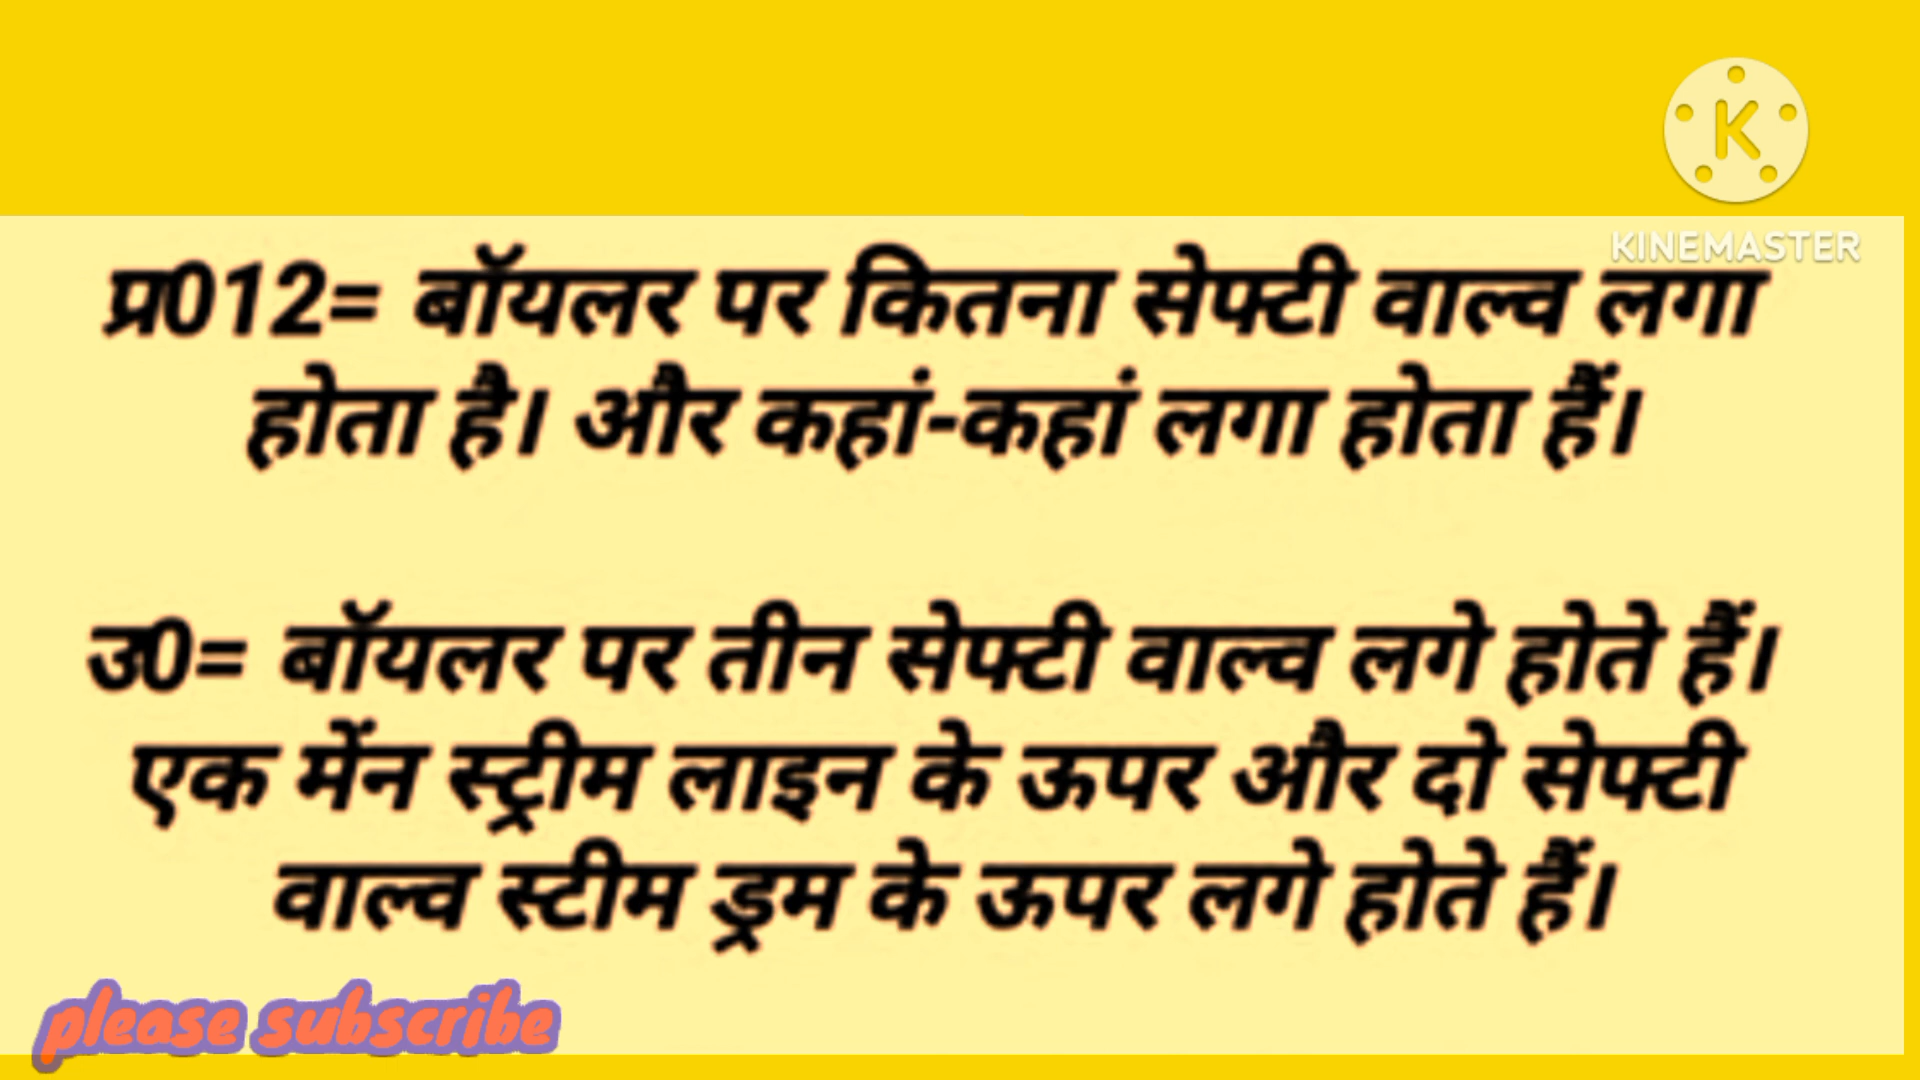 K
KINEMASTER
प्र012= बॉयलर पर कितना सेफ्टी वाल्व लगा
होता है। और कहां-कहां लगा होता हैं।
उ0= बॉयलर पर तीन सेफ्टी वाल्व लगे होते हैं।
एक मेंन स्ट्रीम लाइन के ऊपर और दो सेफ्टी
वाल्व स्टीम ड्रम के ऊपर लगे होते हैं।
please subscribe